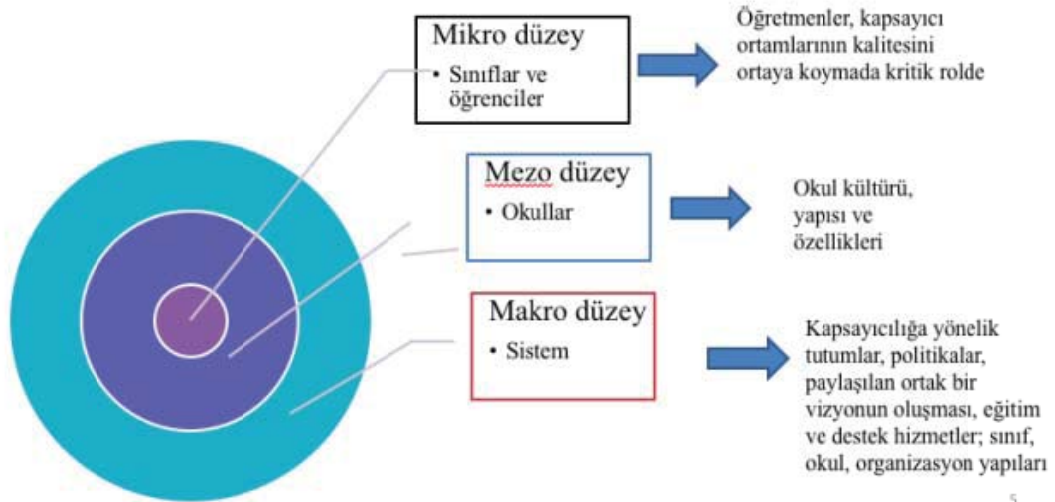 Mikro düzey
• Sınıflar ve
öğrenciler
Öğretmenler, kapsayıcı
ortamlarının kalitesini
ortaya koymada kritik rolde
Mezo düzey
• Okullar
Okul kültürü,
yapısı ve
özellikleri
Makro düzey
• Sistem
Kapsayıcılığa yönelik
tutumlar, politikalar,
paylaşılan ortak bir
vizyonun oluşması, eğitim
ve destek hizmetler; sınıf,
okul, organizasyon yapıları
5